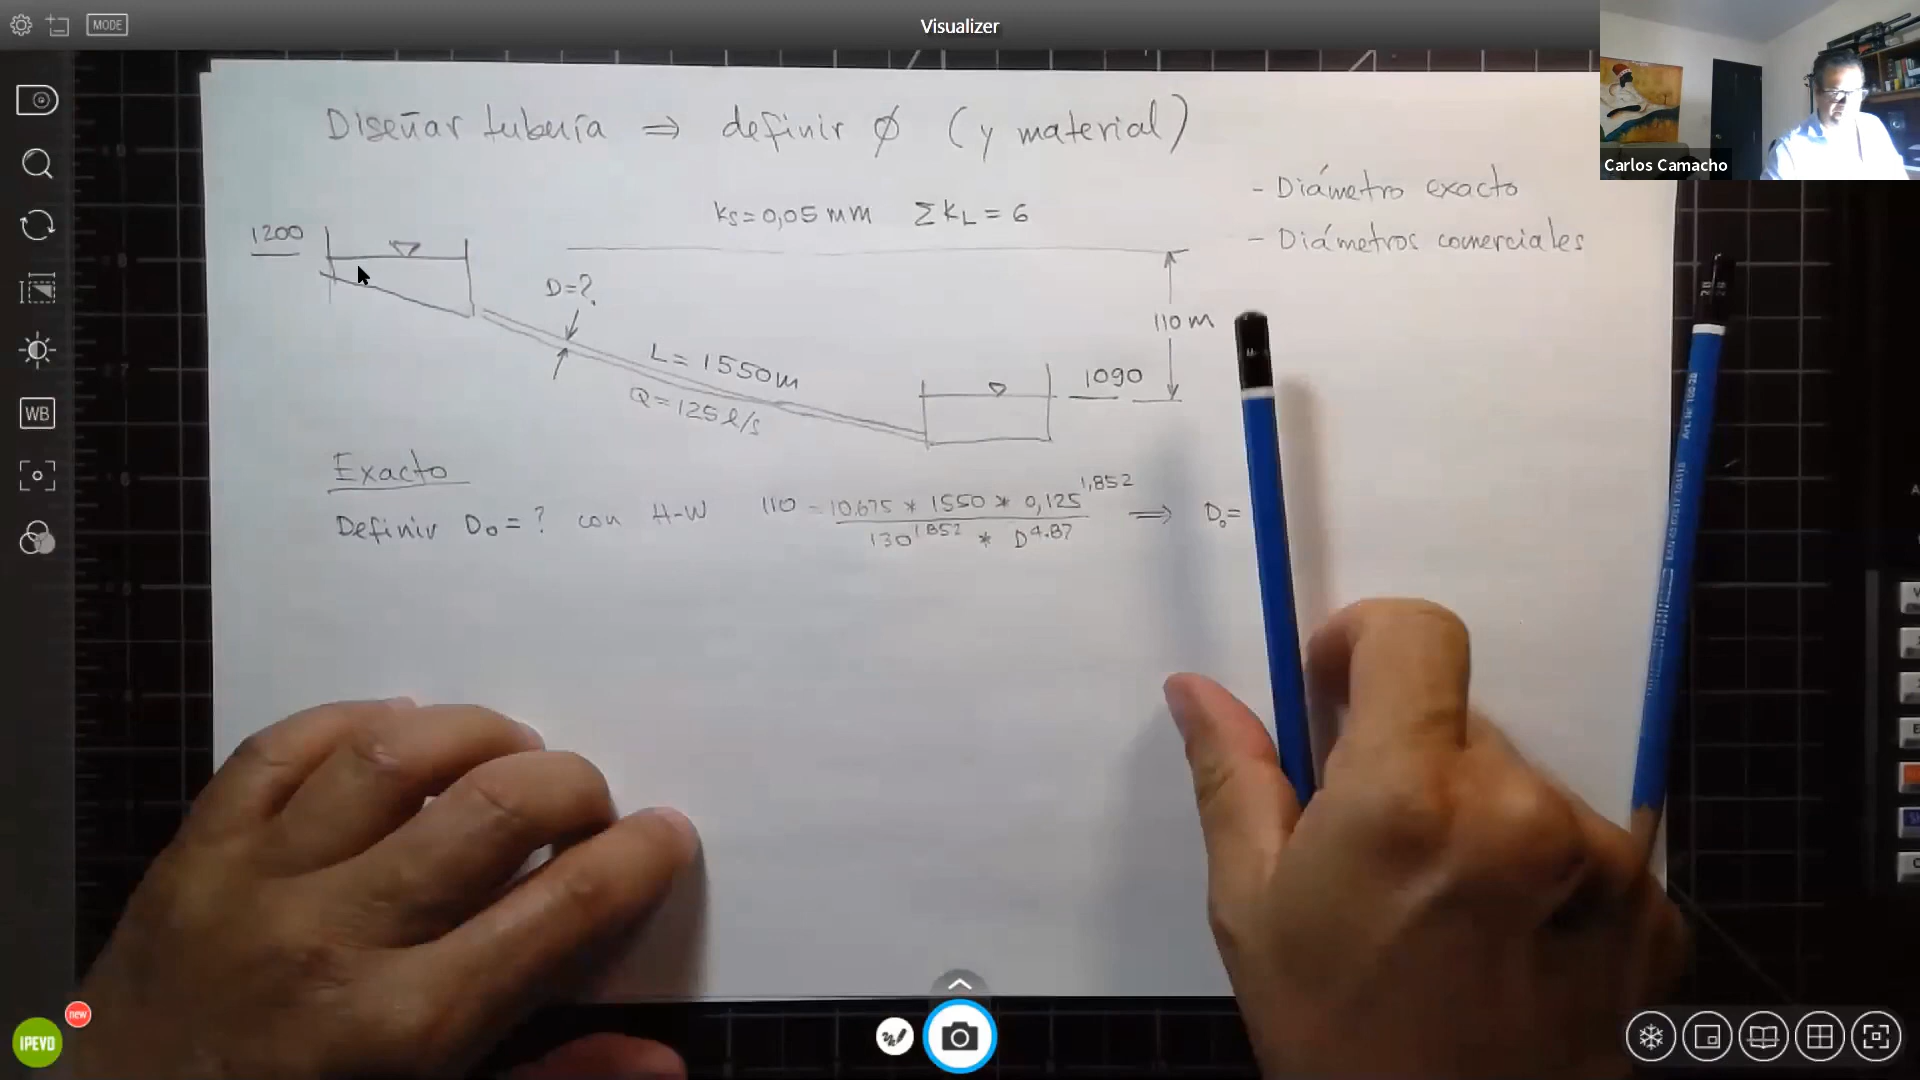 MODE
Visualizer
Carlos Camacho
WB
Diseñar tubería ⇒ definir ϕ (y material)
- Diámetro exacto
- Diámetros comerciales
ks = 0,05 mm ΣkL = 6
1200
D=?
110 m
L = 1550 m
Q = 125 l/s
1090
Exacto
Definir D₀ = ? con H-W 110 = 10.675 * 1550 * 0,125^1,852 / 130^1.852 * D^4.87 ⇒ D₀=
2B
new
IPEVO